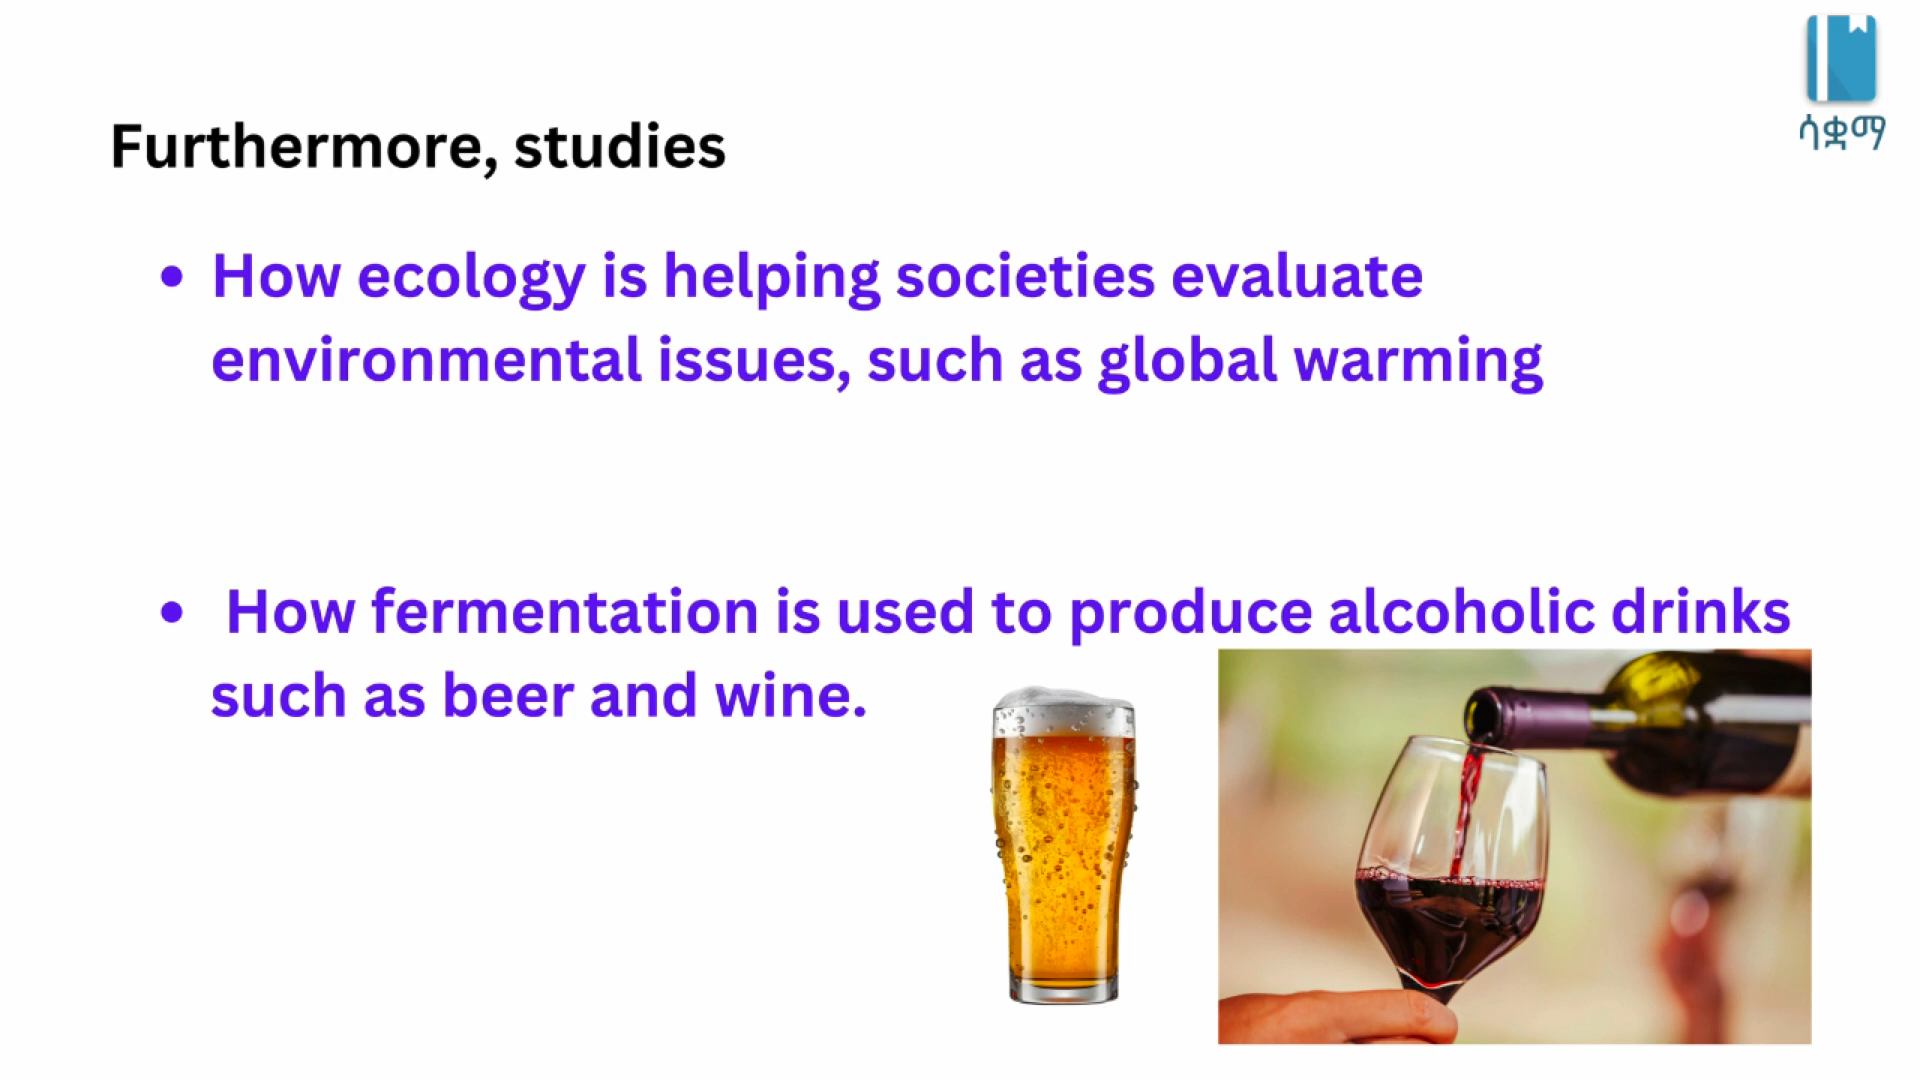 ሳቋማ
Furthermore, studies
• How ecology is helping societies evaluate
environmental issues, such as global warming
• How fermentation is used to produce alcoholic drinks
such as beer and wine.